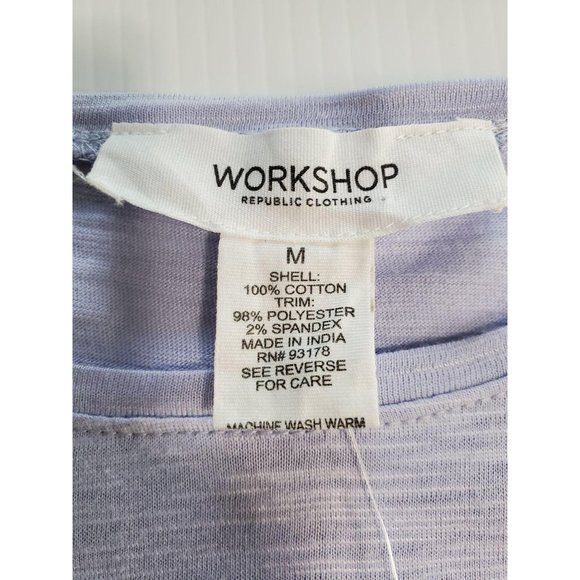 WORKSHOP
REPUBLIC CLOTHING
M
SHELL:
100% COTTON
TRIM:
98% POLYESTER
2% SPANDEX
MADE IN INDIA
RN# 93178
SEE REVERSE
FOR CARE
MACHINE WASH WARM